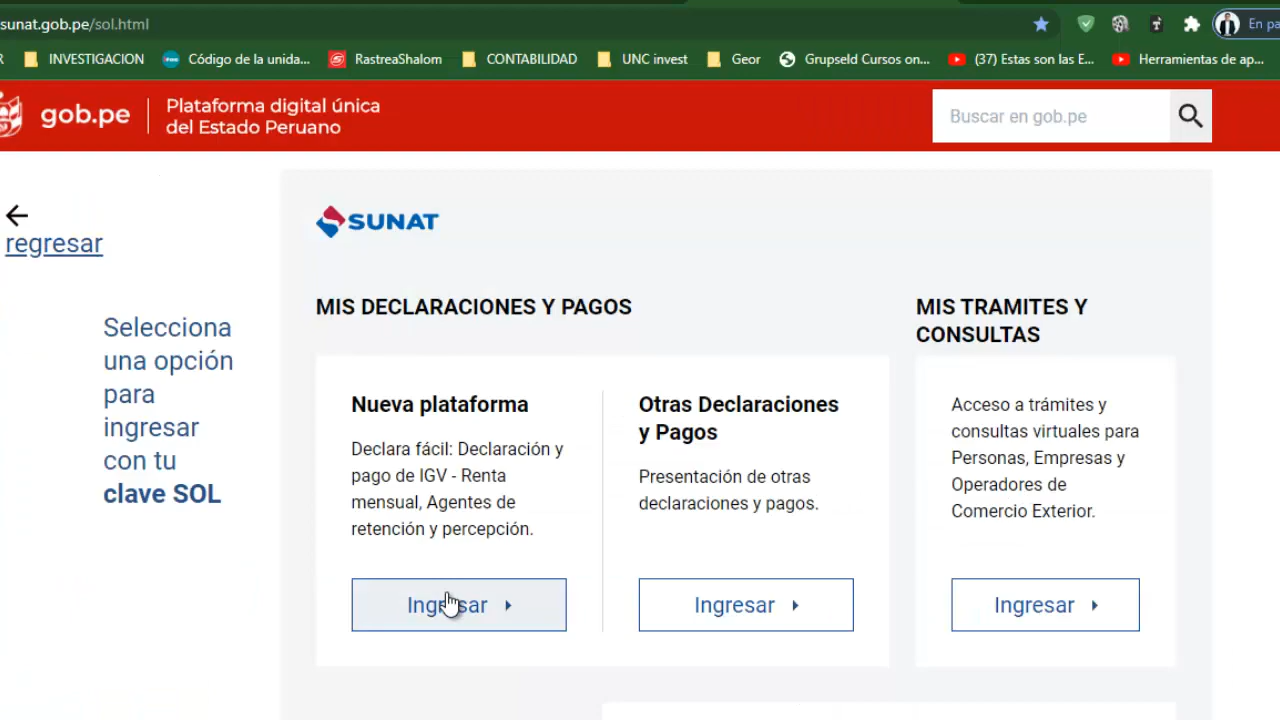 sunat.gob.pe/sol.html
En pa
INVESTIGACION
Código de la unida...
RastreaShalom
CONTABILIDAD
UNC invest
Geor
Grupseld Cursos on...
(37) Estas son las E...
Herramientas de ap...
gob.pe
Plataforma digital única
del Estado Peruano
Buscar en gob.pe
regresar
Selecciona
una opción
para
ingresar
con tu
clave SOL
SUNAT
MIS DECLARACIONES Y PAGOS
Nueva plataforma
Declara fácil: Declaración y
pago de IGV - Renta
mensual, Agentes de
retención y percepción.
Ingresar
Otras Declaraciones
y Pagos
Presentación de otras
declaraciones y pagos.
Ingresar
MIS TRAMITES Y
CONSULTAS
Acceso a trámites y
consultas virtuales para
Personas, Empresas y
Operadores de
Comercio Exterior.
Ingresar